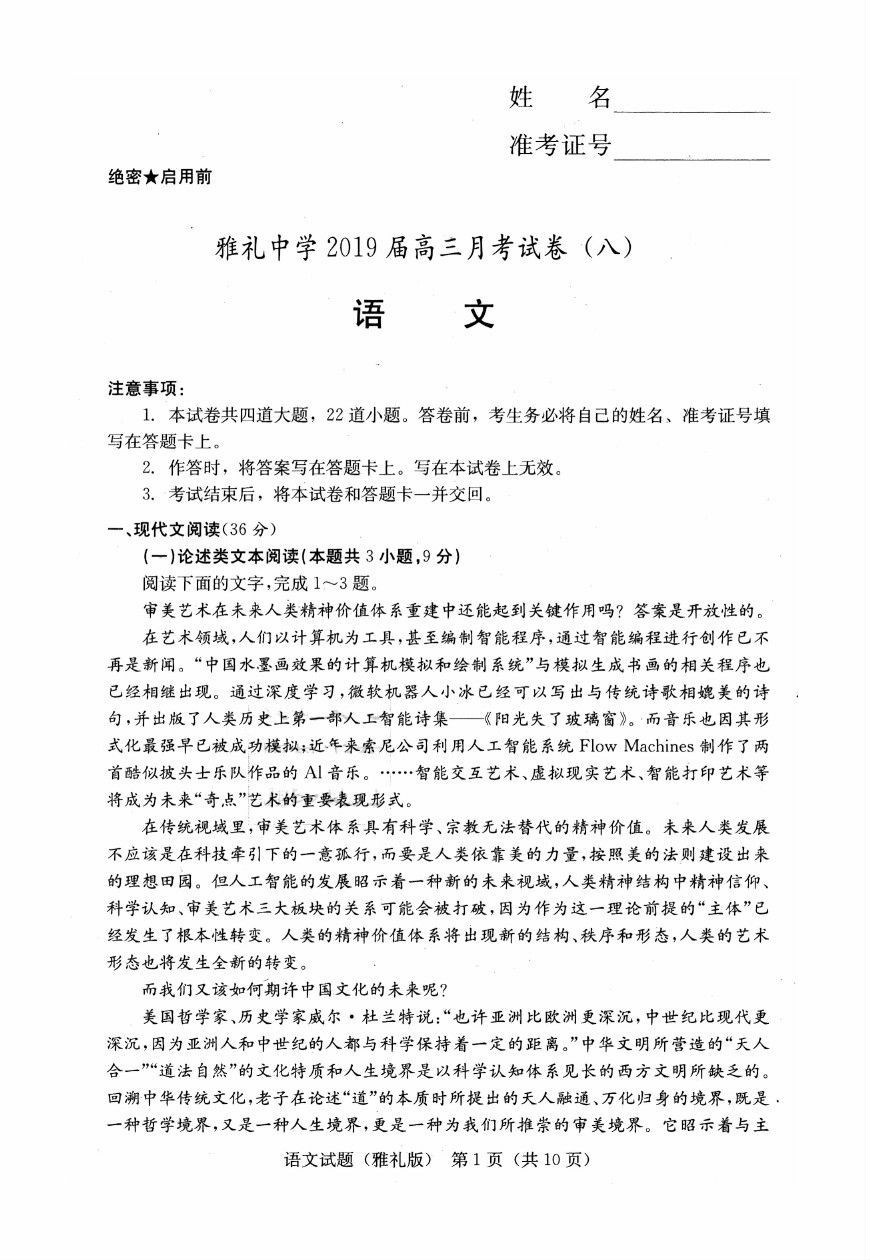 姓 名
准考证号
绝密★启用前
雅礼中学 2019 届高三月考试卷（八）
语 文
注意事项：
1. 本试卷共四道大题，22 道小题。答卷前，考生务必将自己的姓名、准考证号填
写在答题卡上。
2. 作答时，将答案写在答题卡上。写在本试卷上无效。
3. 考试结束后，将本试卷和答题卡一并交回。
一、现代文阅读(36 分)
(一)论述类文本阅读(本题共 3 小题,9 分)
阅读下面的文字,完成 1～3 题。
审美艺术在未来人类精神价值体系重建中还能起到关键作用吗？答案是开放性的。
在艺术领域,人们以计算机为工具,甚至编制智能程序,通过智能编程进行创作已不
再是新闻。“中国水墨画效果的计算机模拟和绘制系统”与模拟生成书画的相关程序也
已经相继出现。通过深度学习,微软机器人小冰已经可以写出与传统诗歌相媲美的诗
句,并出版了人类历史上第一部人工智能诗集——《阳光失了玻璃窗》。而音乐也因其形
式化最强早已被成功模拟;近年来索尼公司利用人工智能系统 Flow Machines 制作了两
首酷似披头士乐队作品的 Al 音乐。……智能交互艺术、虚拟现实艺术、智能打印艺术等
将成为未来“奇点”艺术的重要表现形式。
在传统视域里,审美艺术体系具有科学、宗教无法替代的精神价值。未来人类发展
不应该是在科技牵引下的一意孤行,而要是人类依靠美的力量,按照美的法则建设出来
的理想田园。但人工智能的发展昭示着一种新的未来视域,人类精神结构中精神信仰、
科学认知、审美艺术三大板块的关系可能会被打破,因为作为这一理论前提的“主体”已
经发生了根本性转变。人类的精神价值体系将出现新的结构、秩序和形态,人类的艺术
形态也将发生全新的转变。
而我们又该如何期许中国文化的未来呢？
美国哲学家、历史学家威尔·杜兰特说:“也许亚洲比欧洲更深沉,中世纪比现代更
深沉,因为亚洲人和中世纪的人都与科学保持着一定的距离。”中华文明所营造的“天人
合一”“道法自然”的文化特质和人生境界是以科学认知体系见长的西方文明所缺乏的。
回溯中华传统文化,老子在论述“道”的本质时所提出的天人融通、万化归身的境界,既是
一种哲学境界,又是一种人生境界,更是一种为我们所推崇的审美境界。它昭示着与主
语文试题（雅礼版） 第 1 页（共 10 页）